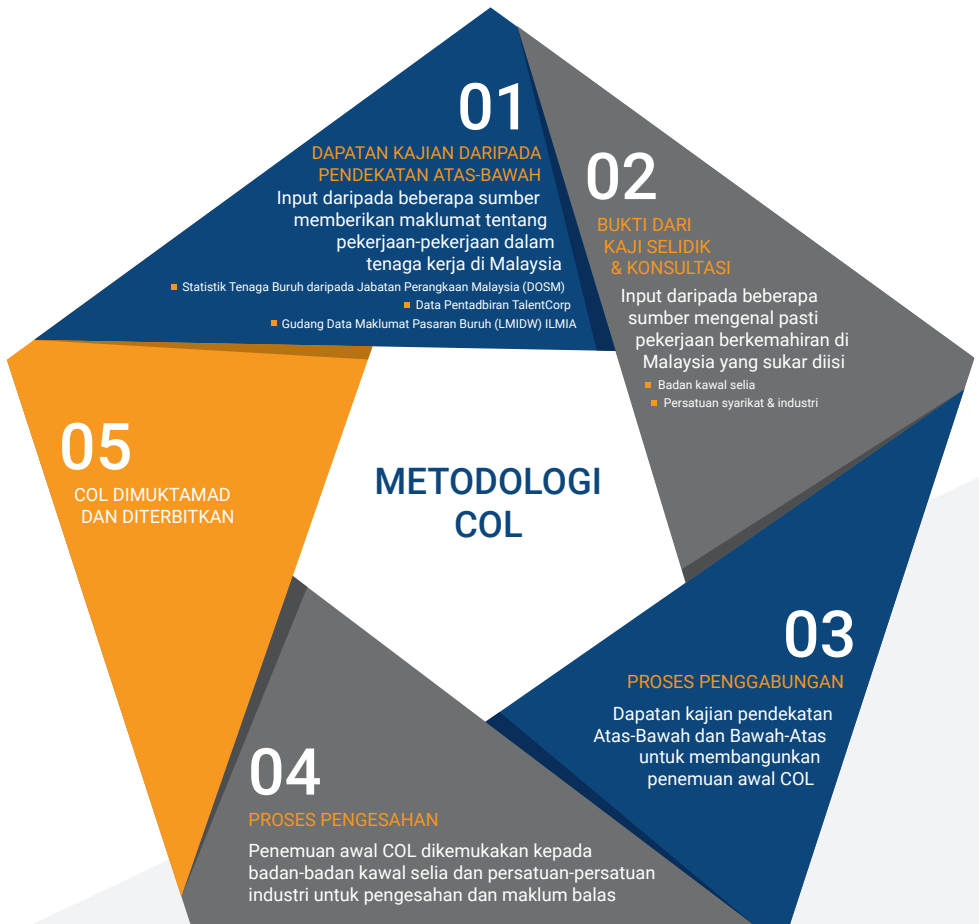 01
DAPATAN KAJIAN DARIPADA
PENDEKATAN ATAS-BAWAH
Input daripada beberapa sumber
memberikan maklumat tentang
pekerjaan-pekerjaan dalam
tenaga kerja di Malaysia
Statistik Tenaga Buruh daripada Jabatan Perangkaan Malaysia (DOSM)
Data Pentadbiran TalentCorp
Gudang Data Maklumat Pasaran Buruh (LMIDW) ILMIA
02
BUKTI DARI
KAJI SELIDIK
& KONSULTASI
Input daripada beberapa
sumber mengenal pasti
pekerjaan berkemahiran di
Malaysia yang sukar diisi
Badan kawal selia
Persatuan syarikat & industri
METODOLOGI
COL
03
PROSES PENGGABUNGAN
Dapatan kajian pendekatan
Atas-Bawah dan Bawah-Atas
untuk membangunkan
penemuan awal COL
04
PROSES PENGESAHAN
Penemuan awal COL dikemukakan kepada
badan-badan kawal selia dan persatuan-persatuan
industri untuk pengesahan dan maklum balas
05
COL DIMUKTAMAD
DAN DITERBITKAN